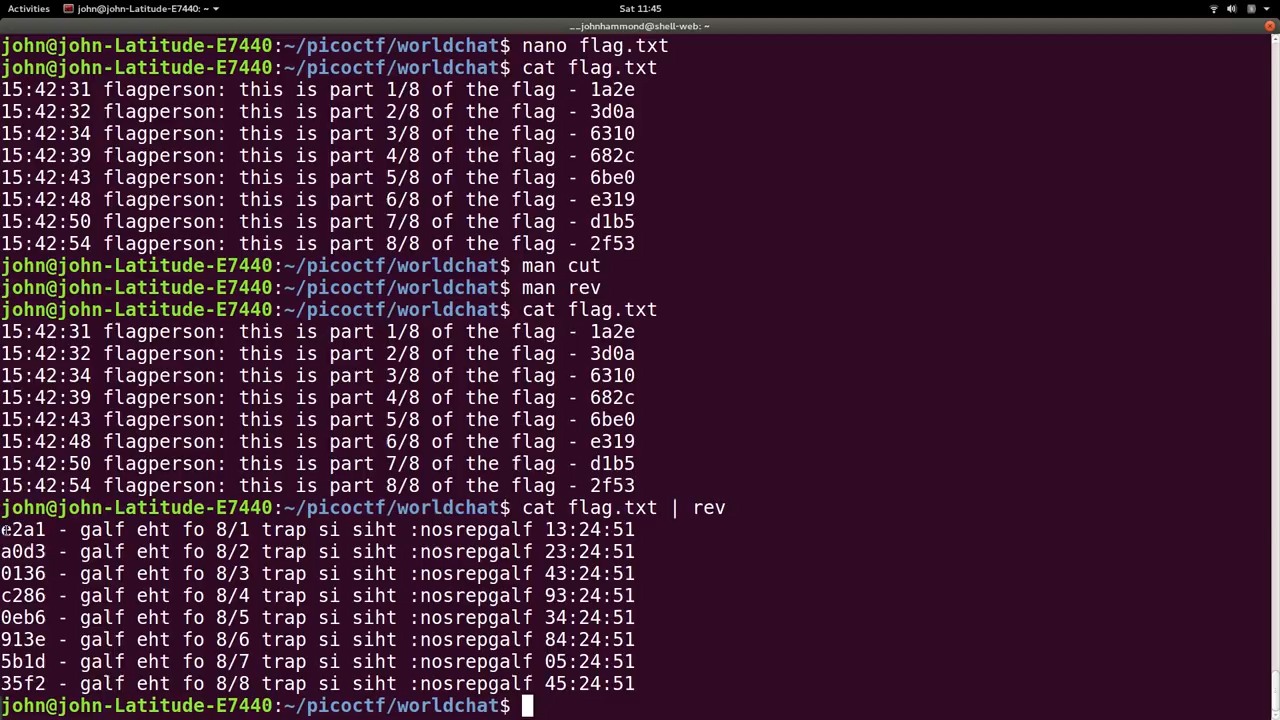 Activities john@john-Latitude-E7440: ~ Sat 11:45
__johnhammond@shell-web: ~
john@john-Latitude-E7440:~/picoctf/worldchat$ nano flag.txt
john@john-Latitude-E7440:~/picoctf/worldchat$ cat flag.txt
15:42:31 flagperson: this is part 1/8 of the flag - 1a2e
15:42:32 flagperson: this is part 2/8 of the flag - 3d0a
15:42:34 flagperson: this is part 3/8 of the flag - 6310
15:42:39 flagperson: this is part 4/8 of the flag - 682c
15:42:43 flagperson: this is part 5/8 of the flag - 6be0
15:42:48 flagperson: this is part 6/8 of the flag - e319
15:42:50 flagperson: this is part 7/8 of the flag - d1b5
15:42:54 flagperson: this is part 8/8 of the flag - 2f53
john@john-Latitude-E7440:~/picoctf/worldchat$ man cut
john@john-Latitude-E7440:~/picoctf/worldchat$ man rev
john@john-Latitude-E7440:~/picoctf/worldchat$ cat flag.txt
15:42:31 flagperson: this is part 1/8 of the flag - 1a2e
15:42:32 flagperson: this is part 2/8 of the flag - 3d0a
15:42:34 flagperson: this is part 3/8 of the flag - 6310
15:42:39 flagperson: this is part 4/8 of the flag - 682c
15:42:43 flagperson: this is part 5/8 of the flag - 6be0
15:42:48 flagperson: this is part 6/8 of the flag - e319
15:42:50 flagperson: this is part 7/8 of the flag - d1b5
15:42:54 flagperson: this is part 8/8 of the flag - 2f53
john@john-Latitude-E7440:~/picoctf/worldchat$ cat flag.txt | rev
e2a1 - galf eht fo 8/1 trap si siht :nosrepgalf 13:24:51
a0d3 - galf eht fo 8/2 trap si siht :nosrepgalf 23:24:51
0136 - galf eht fo 8/3 trap si siht :nosrepgalf 43:24:51
c286 - galf eht fo 8/4 trap si siht :nosrepgalf 93:24:51
0eb6 - galf eht fo 8/5 trap si siht :nosrepgalf 34:24:51
913e - galf eht fo 8/6 trap si siht :nosrepgalf 84:24:51
5b1d - galf eht fo 8/7 trap si siht :nosrepgalf 05:24:51
35f2 - galf eht fo 8/8 trap si siht :nosrepgalf 45:24:51
john@john-Latitude-E7440:~/picoctf/worldchat$